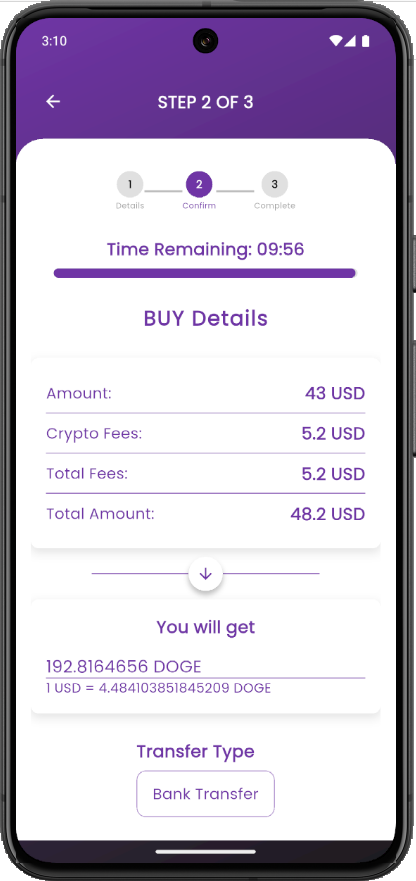 3:10
STEP 2 OF 3
1 2 3
Details Confirm Complete
Time Remaining: 09:56
BUY Details
Amount: 43 USD
Crypto Fees: 5.2 USD
Total Fees: 5.2 USD
Total Amount: 48.2 USD
You will get
192.8164656 DOGE
1 USD = 4.484103851845209 DOGE
Transfer Type
Bank Transfer